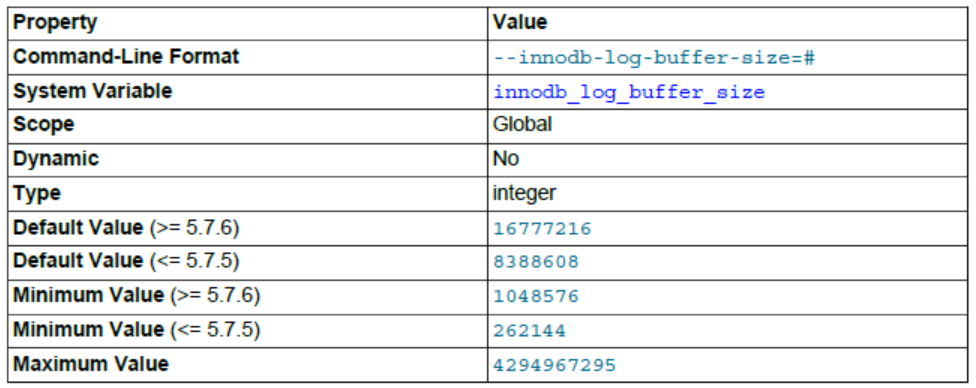 Property Value
Command-Line Format --innodb-log-buffer-size=#
System Variable innodb_log_buffer_size
Scope Global
Dynamic No
Type integer
Default Value (>= 5.7.6) 16777216
Default Value (<= 5.7.5) 8388608
Minimum Value (>= 5.7.6) 1048576
Minimum Value (<= 5.7.5) 262144
Maximum Value 4294967295